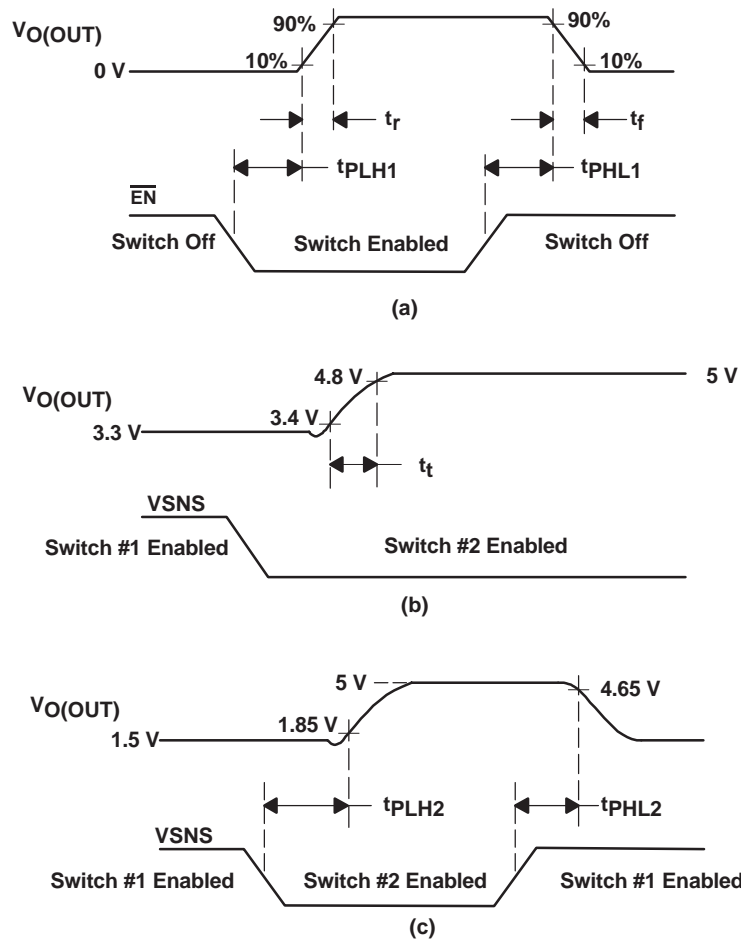 VO(OUT)
90%
90%
10%
10%
0 V
tr
tf
tPLH1
tPHL1
EN
Switch Off
Switch Enabled
Switch Off
(a)
4.8 V
5 V
VO(OUT)
3.4 V
3.3 V
tt
VSNS
Switch #1 Enabled
Switch #2 Enabled
(b)
5 V
4.65 V
VO(OUT)
1.85 V
1.5 V
tPLH2
tPHL2
VSNS
Switch #1 Enabled
Switch #2 Enabled
Switch #1 Enabled
(c)